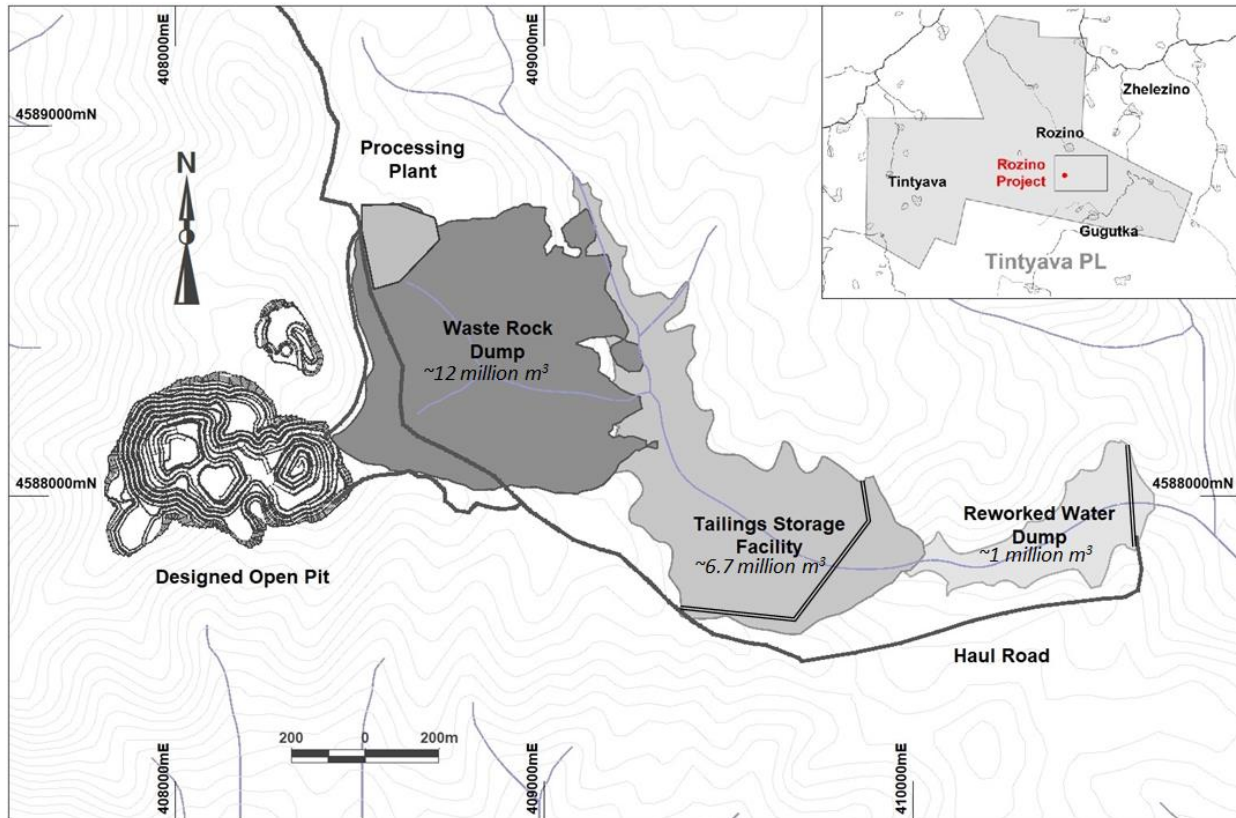 408000mE
409000mE
4589000mN
N
Processing
Plant
Waste Rock
Dump
~12 million m³
4588000mN
Designed Open Pit
Tailings Storage
Facility
~6.7 million m³
Reworked Water
Dump
~1 million m³
4588000mN
Haul Road
200 0 200m
408000mE
409000mE
4100000mE
Zhelezino
Rozino
Rozino
Project
Tintyava
Gugutka
Tintyava PL